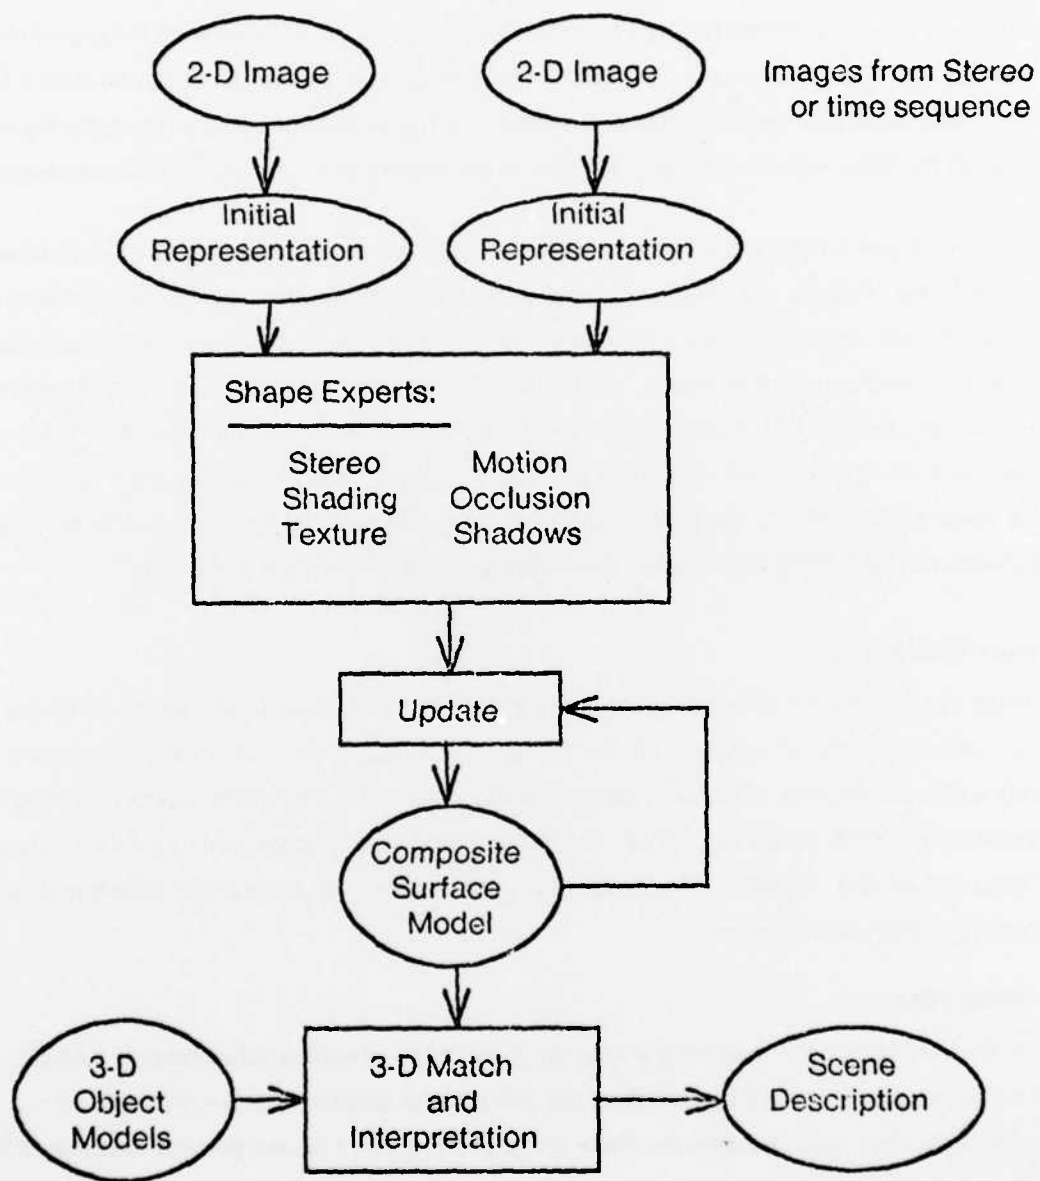 2-D Image
2-D Image
Images from Stereo
or time sequence
Initial
Representation
Initial
Representation
Shape Experts:
Stereo
Motion
Shading
Occlusion
Texture
Shadows
Update
Composite
Surface
Model
3-D
Object
Models
3-D Match
and
Interpretation
Scene
Description